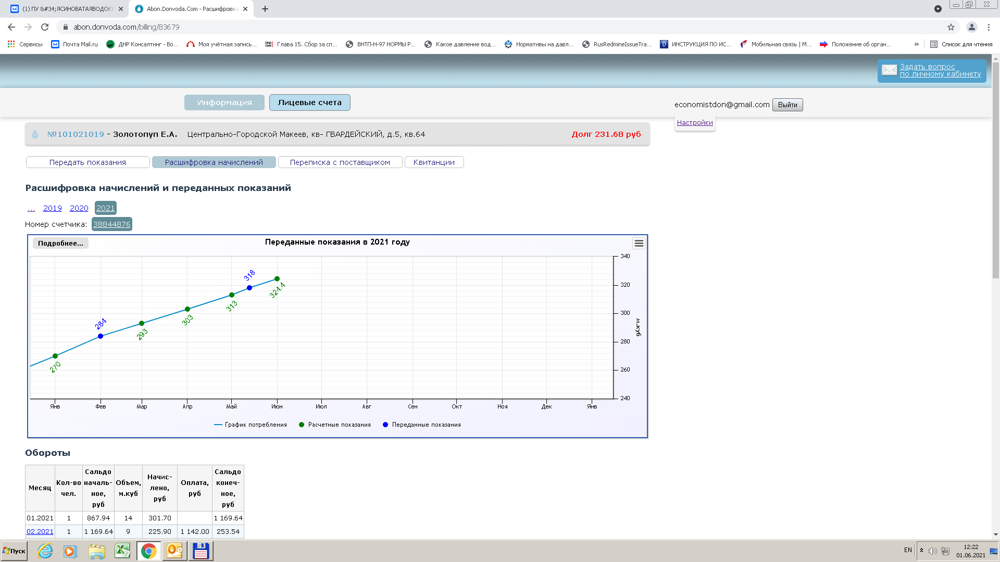 (1) ПУ &#34;ЯСИНОВАТАЯВОДОКА
Abon.Donvoda.Com - Расшифровка
abon.donvoda.com/billing/83679
Сервисы
Почта Mail.ru
ДНР Консалтинг - Во...
Моя учётная запись...
Глава 15. Сбор за сп...
ВНТП-Н-97 НОРМЫ Р...
Какое давление вод...
Нормативы на давл...
RusRedmineIssueTra...
ИНСТРУКЦИЯ ПО ИС...
Мобильная связь | М...
Положение об орган...
»
Список для чтения
Задать вопрос
по личному кабинету
Информация
Лицевые счета
economistdon@gmail.com
Выйти
Настройки
№101021019 - Золотопуп Е.А. Центрально-Городской Макеев, кв- ГВАРДЕЙСКИЙ, д.5, кв.64
Долг 231.68 руб
Передать показания
Расшифровка начислений
Переписка с поставщиком
Квитанции
Расшифровка начислений и переданных показаний
... 2019 2020 2021
Номер счетчика: 38844876
Подробнее...
Переданные показания в 2021 году
340
320
300
280
260
240
м.куб
270
284
293
303
313
318
324.4
Янв Фев Мар Апр Май Июн Июл Авг Сен Окт Ноя Дек Янв
График потребления Расчетные показания Переданные показания
Обороты
Месяц
Кол-во
чел.
Сальдо
началь-
ное,
руб
Объем,
м.куб
Начис-
лено,
руб
Оплата,
руб
Сальдо
конеч-
ное,
руб
01.2021 1 867.94 14 301.70 1 169.64
02.2021 1 1 169.64 9 225.90 1 142.00 253.54
Пуск
EN
12:22
01.06.2021